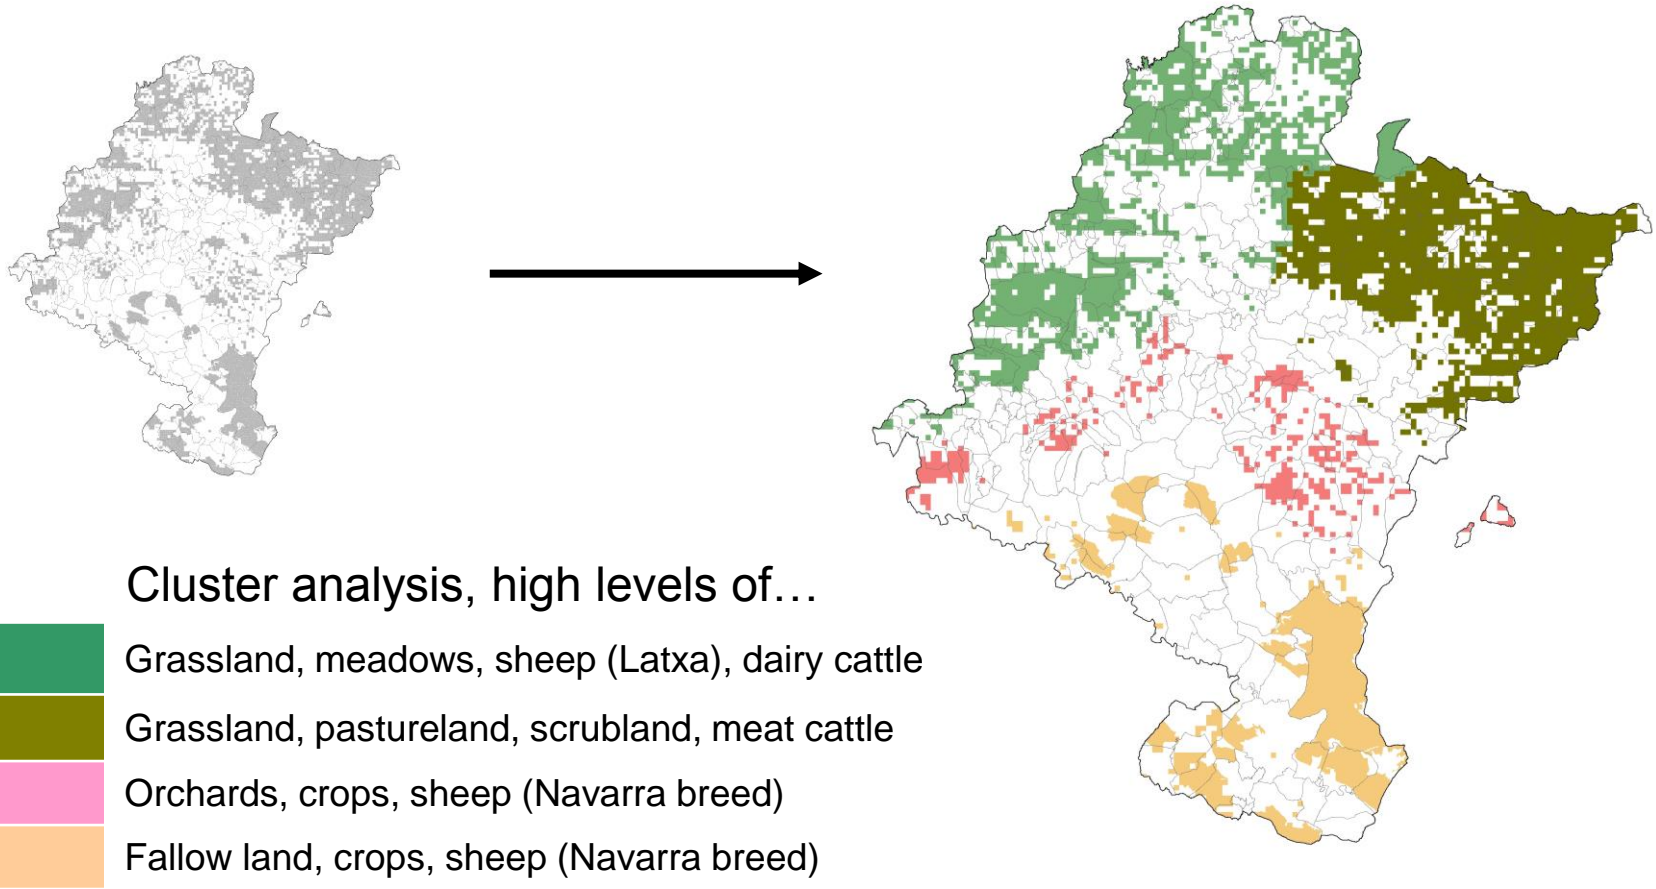 Cluster analysis, high levels of…
Grassland, meadows, sheep (Latxa), dairy cattle
Grassland, pastureland, scrubland, meat cattle
Orchards, crops, sheep (Navarra breed)
Fallow land, crops, sheep (Navarra breed)